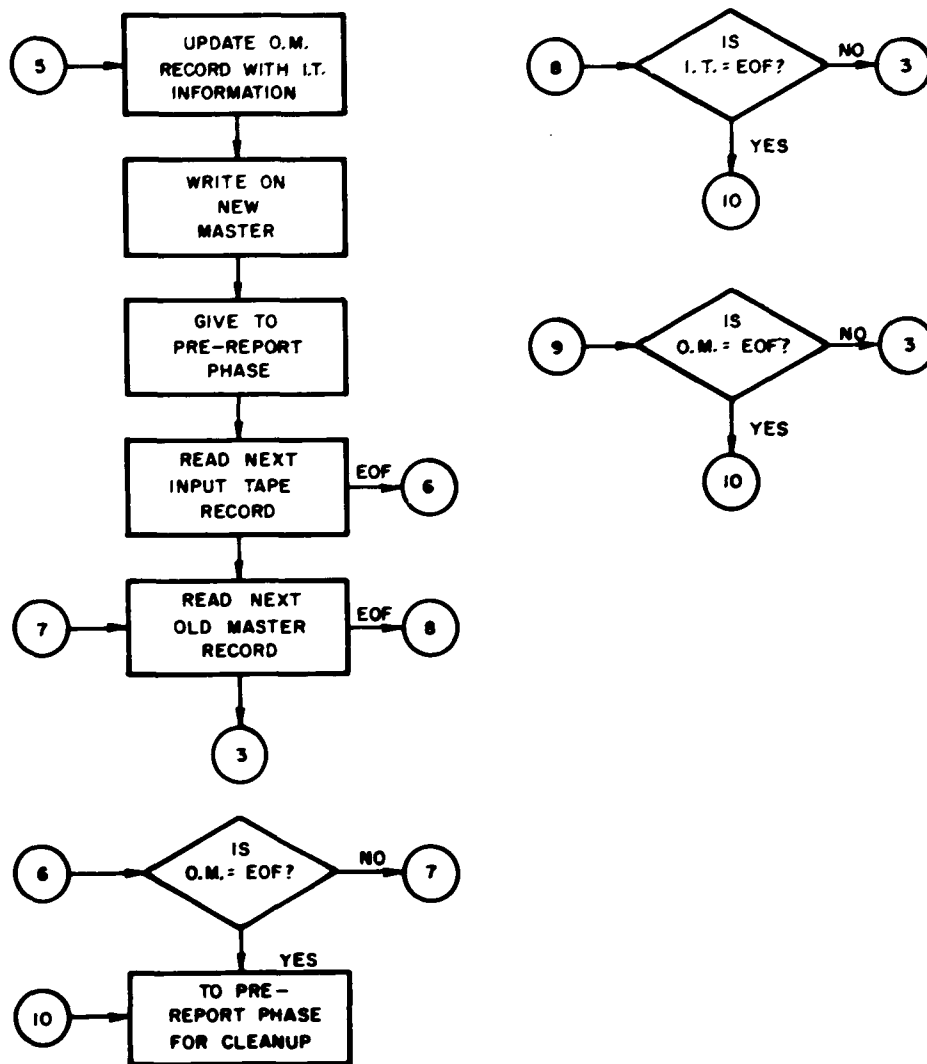 5
UPDATE O.M.
RECORD WITH I.T.
INFORMATION
WRITE ON
NEW
MASTER
GIVE TO
PRE-REPORT
PHASE
READ NEXT
INPUT TAPE
RECORD
EOF
6
7
READ NEXT
OLD MASTER
RECORD
EOF
8
3
6
IS
O.M.= EOF?
NO
7
YES
10
TO PRE-
REPORT PHASE
FOR CLEANUP
8
IS
I.T.= EOF?
NO
3
YES
10
9
IS
O.M.= EOF?
NO
3
YES
10